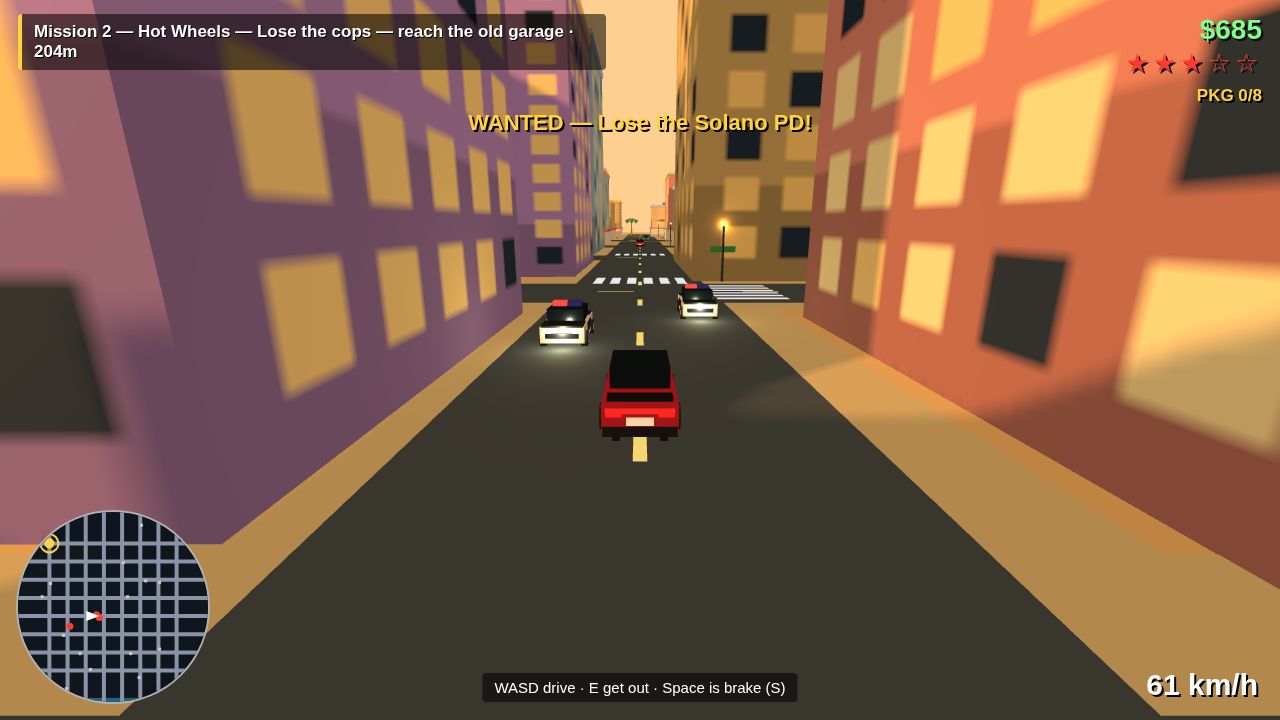 Mission 2 — Hot Wheels — Lose the cops — reach the old garage ·
204m
$685
★★★☆☆
PKG 0/8
WANTED — Lose the Solano PD!
WASD drive · E get out · Space is brake (S)
61 km/h